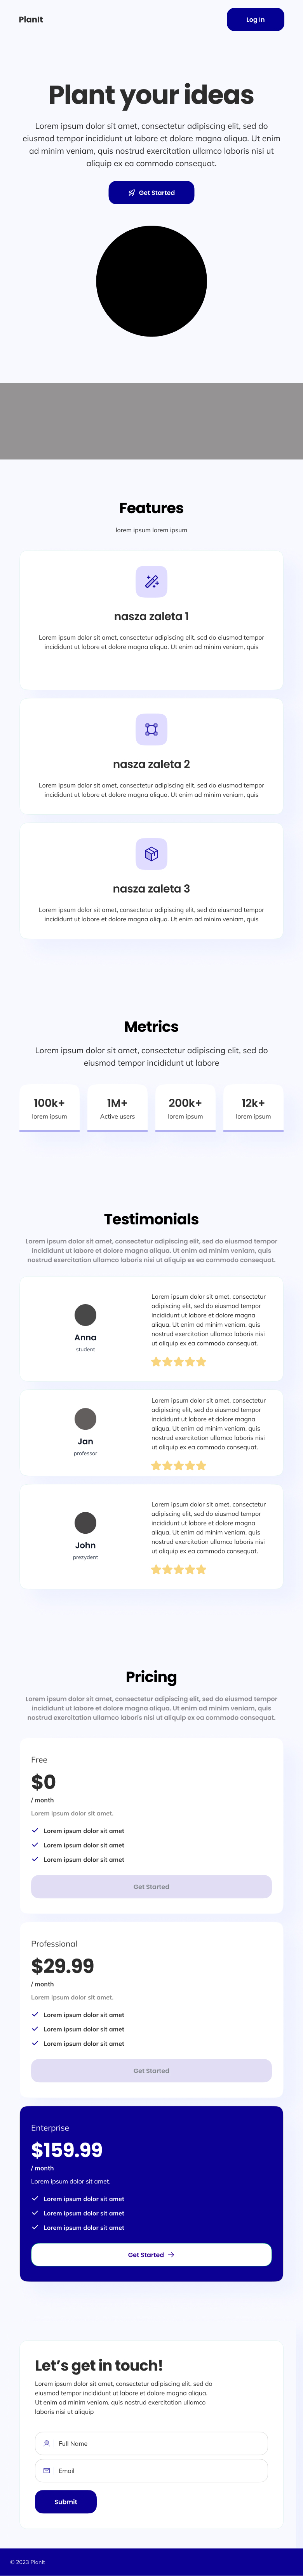 PlanIt
Log In
Plant your ideas
Lorem ipsum dolor sit amet, consectetur adipiscing elit, sed do
eiusmod tempor incididunt ut labore et dolore magna aliqua. Ut enim
ad minim veniam, quis nostrud exercitation ullamco laboris nisi ut
aliquip ex ea commodo consequat.
Get Started
Features
lorem ipsum lorem ipsum
nasza zaleta 1
Lorem ipsum dolor sit amet, consectetur adipiscing elit, sed do eiusmod tempor
incididunt ut labore et dolore magna aliqua. Ut enim ad minim veniam, quis
nasza zaleta 2
Lorem ipsum dolor sit amet, consectetur adipiscing elit, sed do eiusmod tempor
incididunt ut labore et dolore magna aliqua. Ut enim ad minim veniam, quis
nasza zaleta 3
Lorem ipsum dolor sit amet, consectetur adipiscing elit, sed do eiusmod tempor
incididunt ut labore et dolore magna aliqua. Ut enim ad minim veniam, quis
Metrics
Lorem ipsum dolor sit amet, consectetur adipiscing elit, sed do
eiusmod tempor incididunt ut labore
100k+
lorem ipsum
1M+
Active users
200k+
lorem ipsum
12k+
lorem ipsum
Testimonials
Lorem ipsum dolor sit amet, consectetur adipiscing elit, sed do eiusmod tempor
incididunt ut labore et dolore magna aliqua. Ut enim ad minim veniam, quis
nostrud exercitation ullamco laboris nisi ut aliquip ex ea commodo consequat.
Anna
student
Lorem ipsum dolor sit amet, consectetur
adipiscing elit, sed do eiusmod tempor
incididunt ut labore et dolore magna
aliqua. Ut enim ad minim veniam, quis
nostrud exercitation ullamco laboris nisi
ut aliquip ex ea commodo consequat.
Jan
professor
Lorem ipsum dolor sit amet, consectetur
adipiscing elit, sed do eiusmod tempor
incididunt ut labore et dolore magna
aliqua. Ut enim ad minim veniam, quis
nostrud exercitation ullamco laboris nisi
ut aliquip ex ea commodo consequat.
John
prezydent
Lorem ipsum dolor sit amet, consectetur
adipiscing elit, sed do eiusmod tempor
incididunt ut labore et dolore magna
aliqua. Ut enim ad minim veniam, quis
nostrud exercitation ullamco laboris nisi
ut aliquip ex ea commodo consequat.
Pricing
Lorem ipsum dolor sit amet, consectetur adipiscing elit, sed do eiusmod tempor
incididunt ut labore et dolore magna aliqua. Ut enim ad minim veniam, quis
nostrud exercitation ullamco laboris nisi ut aliquip ex ea commodo consequat.
Free
$0
/ month
Lorem ipsum dolor sit amet.
Lorem ipsum dolor sit amet
Lorem ipsum dolor sit amet
Lorem ipsum dolor sit amet
Get Started
Professional
$29.99
/ month
Lorem ipsum dolor sit amet.
Lorem ipsum dolor sit amet
Lorem ipsum dolor sit amet
Lorem ipsum dolor sit amet
Get Started
Enterprise
$159.99
/ month
Lorem ipsum dolor sit amet.
Lorem ipsum dolor sit amet
Lorem ipsum dolor sit amet
Lorem ipsum dolor sit amet
Get Started
Let’s get in touch!
Lorem ipsum dolor sit amet, consectetur adipiscing elit, sed do
eiusmod tempor incididunt ut labore et dolore magna aliqua.
Ut enim ad minim veniam, quis nostrud exercitation ullamco
laboris nisi ut aliquip
Full Name
Email
Submit
© 2023 PlanIt